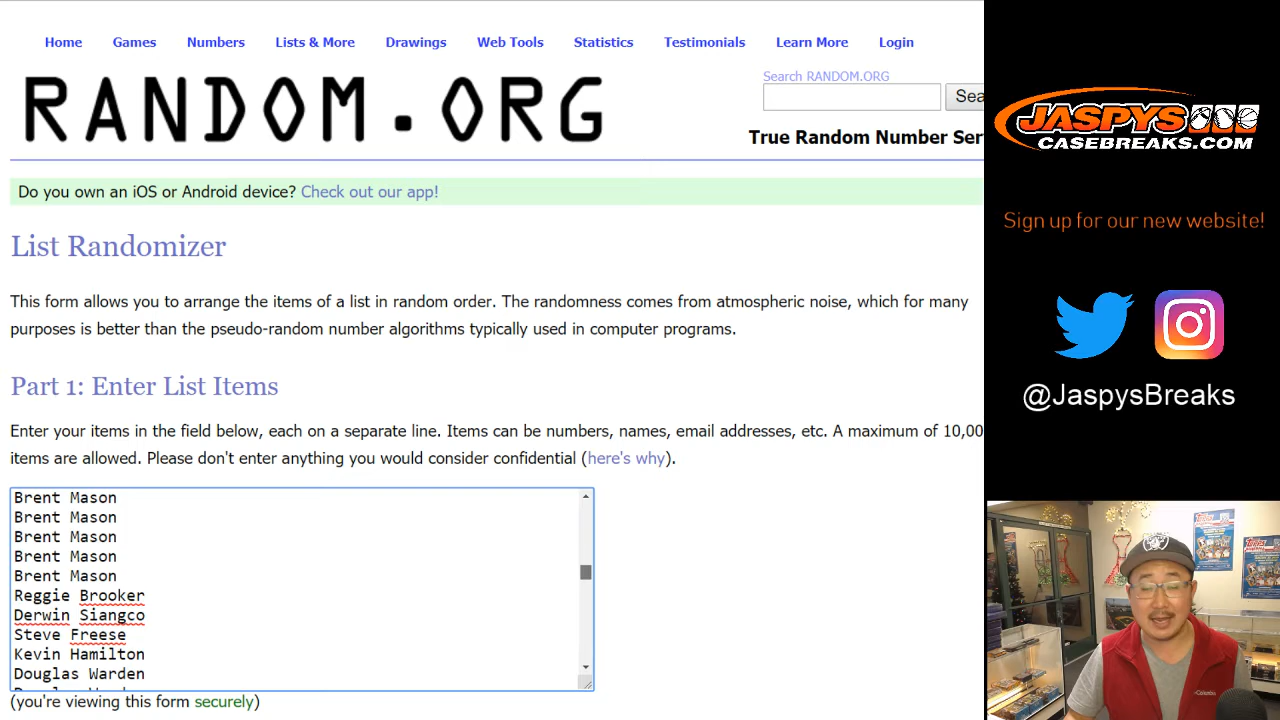 Home Games Numbers Lists & More Drawings Web Tools Statistics Testimonials Learn More Login
RANDOM.ORG
Search RANDOM.ORG
Sea
True Random Number Ser
Do you own an iOS or Android device? Check out our app!
List Randomizer
This form allows you to arrange the items of a list in random order. The randomness comes from atmospheric noise, which for many
purposes is better than the pseudo-random number algorithms typically used in computer programs.
Part 1: Enter List Items
Enter your items in the field below, each on a separate line. Items can be numbers, names, email addresses, etc. A maximum of 10,00
items are allowed. Please don't enter anything you would consider confidential (here's why).
Brent Mason
Brent Mason
Brent Mason
Brent Mason
Brent Mason
Reggie Brooker
Derwin Siangco
Steve Freese
Kevin Hamilton
Douglas Warden
(you're viewing this form securely)
JASPYS
CASEBREAKS.COM
Sign up for our new website!
@JaspysBreaks
Columbia